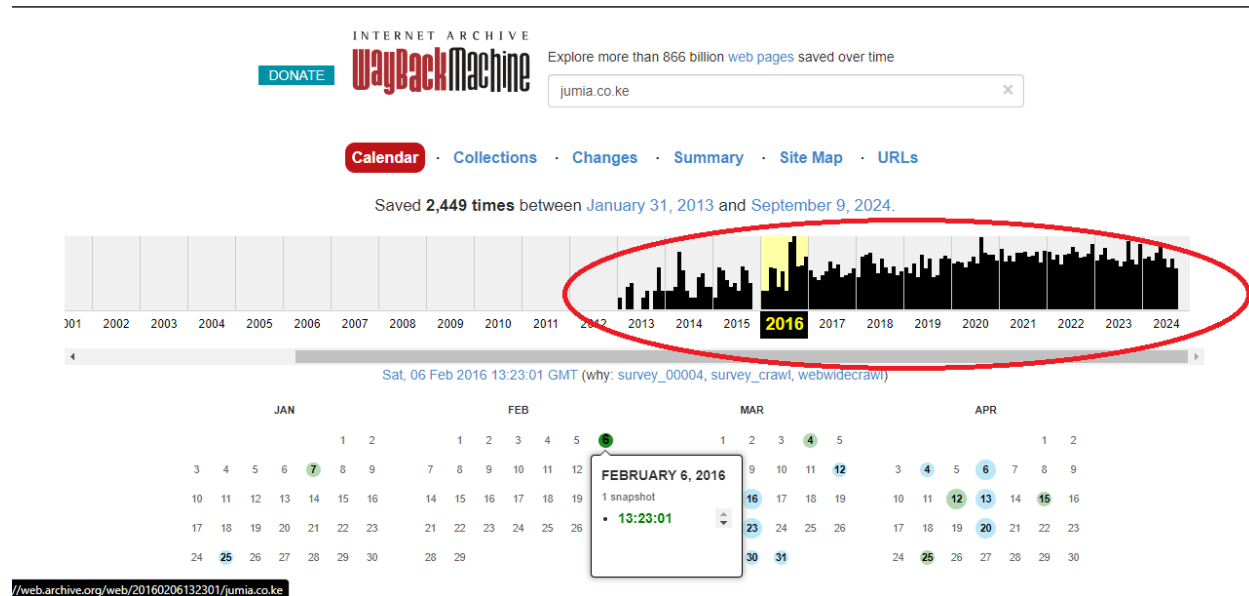 INTERNET ARCHIVE
WayBackMachine
DONATE
Explore more than 866 billion web pages saved over time
jumia.co.ke ×
Calendar · Collections · Changes · Summary · Site Map · URLs
Saved 2,449 times between January 31, 2013 and September 9, 2024.
2002 2003 2004 2005 2006 2007 2008 2009 2010 2011 2012 2013 2014 2015 2016 2017 2018 2019 2020 2021 2022 2023 2024
Sat, 06 Feb 2016 13:23:01 GMT (why: survey_00004, survey_crawl, webwidecrawl)
JAN FEB MAR APR
1 2 1 2 3 4 5 6 1 2 3 4 5 1 2
3 4 5 6 7 8 9 7 8 9 10 11 12 9 10 11 12 3 4 5 6 7 8 9
10 11 12 13 14 15 16 14 15 16 17 18 19 16 17 18 19 10 11 12 13 14 15 16
17 18 19 20 21 22 23 21 22 23 24 25 26 23 24 25 26 17 18 19 20 21 22 23
24 25 26 27 28 29 30 28 29 30 31 24 25 26 27 28 29 30
FEBRUARY 6, 2016
1 snapshot
• 13:23:01
//web.archive.org/web/20160206132301/jumia.co.ke